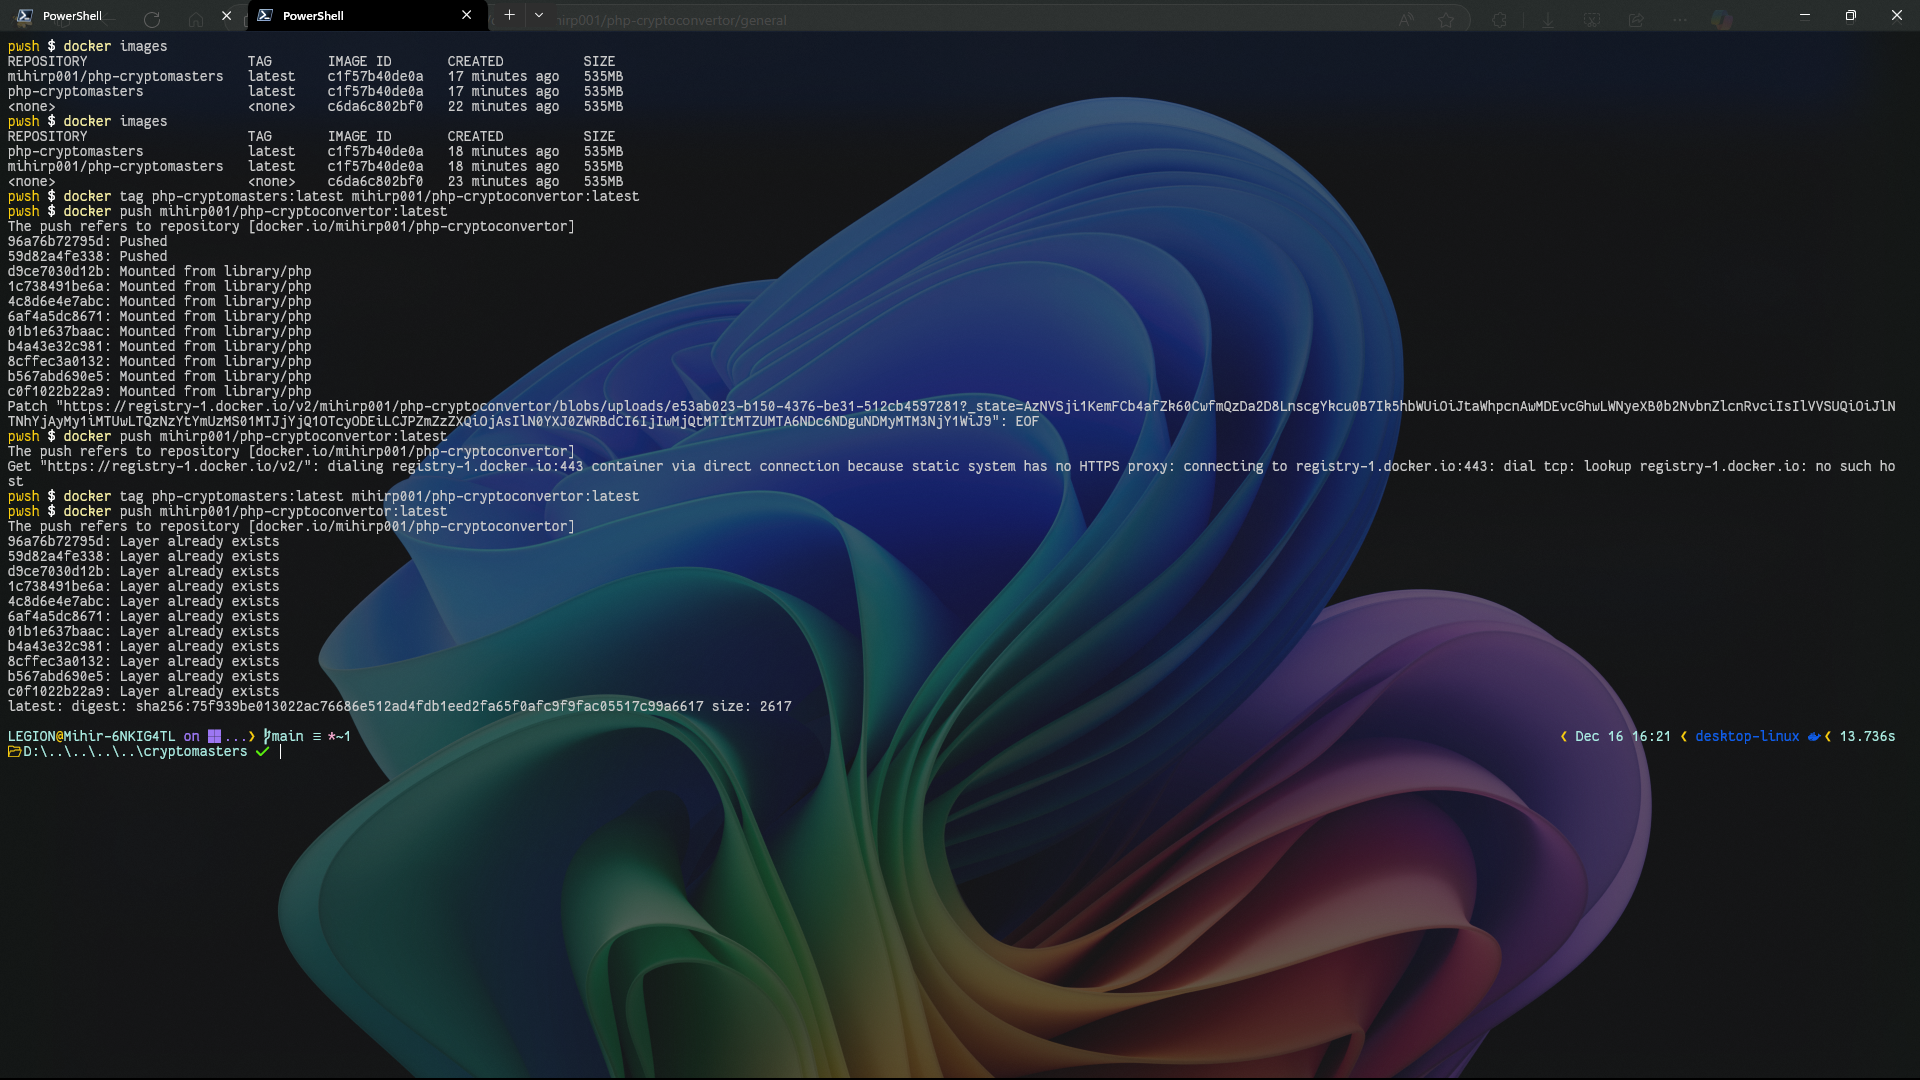 PowerShell
PowerShell
mihirp001/php-cryptoconvertor/general
pwsh $ docker images
REPOSITORY TAG IMAGE ID CREATED SIZE
mihirp001/php-cryptomasters latest c1f57b40de0a 17 minutes ago 535MB
php-cryptomasters latest c1f57b40de0a 17 minutes ago 535MB
<none> <none> c6da6c802bf0 22 minutes ago 535MB
pwsh $ docker images
REPOSITORY TAG IMAGE ID CREATED SIZE
php-cryptomasters latest c1f57b40de0a 18 minutes ago 535MB
mihirp001/php-cryptomasters latest c1f57b40de0a 18 minutes ago 535MB
<none> <none> c6da6c802bf0 23 minutes ago 535MB
pwsh $ docker tag php-cryptomasters:latest mihirp001/php-cryptoconvertor:latest
pwsh $ docker push mihirp001/php-cryptoconvertor:latest
The push refers to repository [docker.io/mihirp001/php-cryptoconvertor]
96a76b72795d: Pushed
59d82a4fe338: Pushed
d9ce7030d12b: Mounted from library/php
1c738491be6a: Mounted from library/php
4c8d6e4e7abc: Mounted from library/php
6af4a5dc8671: Mounted from library/php
01b1e637baac: Mounted from library/php
b4a43e32c981: Mounted from library/php
8cffec3a0132: Mounted from library/php
b567abd690e5: Mounted from library/php
c0f1022b22a9: Mounted from library/php
Patch "https://registry-1.docker.io/v2/mihirp001/php-cryptoconvertor/blobs/uploads/e53ab023-b150-4376-be31-512cb4597281?_state=AzNVSji1KemFCb4afZk60CwfmQzDa2D8LnscgYkcu0B7Ik5hbWUiOiJtaWhpcnAwMDEvcGhwLWNyeXB0b2NvbnZlcnRvciIsIlVVSUQiOiJlN
TNhYjAyMy1iMTUwLTQzNzYtYmUzMS01MTJjYjQ1OTcyODEiLCJPZmZzZXQiOjAsIlN0YXJ0ZWRBdCI6IjIwMjQtMTItMTZUMTA6NDc6NDguNDMyMTM3NjY1WiJ9": EOF
pwsh $ docker push mihirp001/php-cryptoconvertor:latest
The push refers to repository [docker.io/mihirp001/php-cryptoconvertor]
Get "https://registry-1.docker.io/v2/": dialing registry-1.docker.io:443 container via direct connection because static system has no HTTPS proxy: connecting to registry-1.docker.io:443: dial tcp: lookup registry-1.docker.io: no such ho
st
pwsh $ docker tag php-cryptomasters:latest mihirp001/php-cryptoconvertor:latest
pwsh $ docker push mihirp001/php-cryptoconvertor:latest
The push refers to repository [docker.io/mihirp001/php-cryptoconvertor]
96a76b72795d: Layer already exists
59d82a4fe338: Layer already exists
d9ce7030d12b: Layer already exists
1c738491be6a: Layer already exists
4c8d6e4e7abc: Layer already exists
6af4a5dc8671: Layer already exists
01b1e637baac: Layer already exists
b4a43e32c981: Layer already exists
8cffec3a0132: Layer already exists
b567abd690e5: Layer already exists
c0f1022b22a9: Layer already exists
latest: digest: sha256:75f939be013022ac76686e512ad4fdb1eed2fa65f0afc9f9fac05517c99a6617 size: 2617
LEGION@Mihir-6NKIG4TL on ...❯ main ≡ *~1 ❮ Dec 16 16:21 ❮ desktop-linux ❮ 13.736s
D:\..\..\..\..\cryptomasters ✓